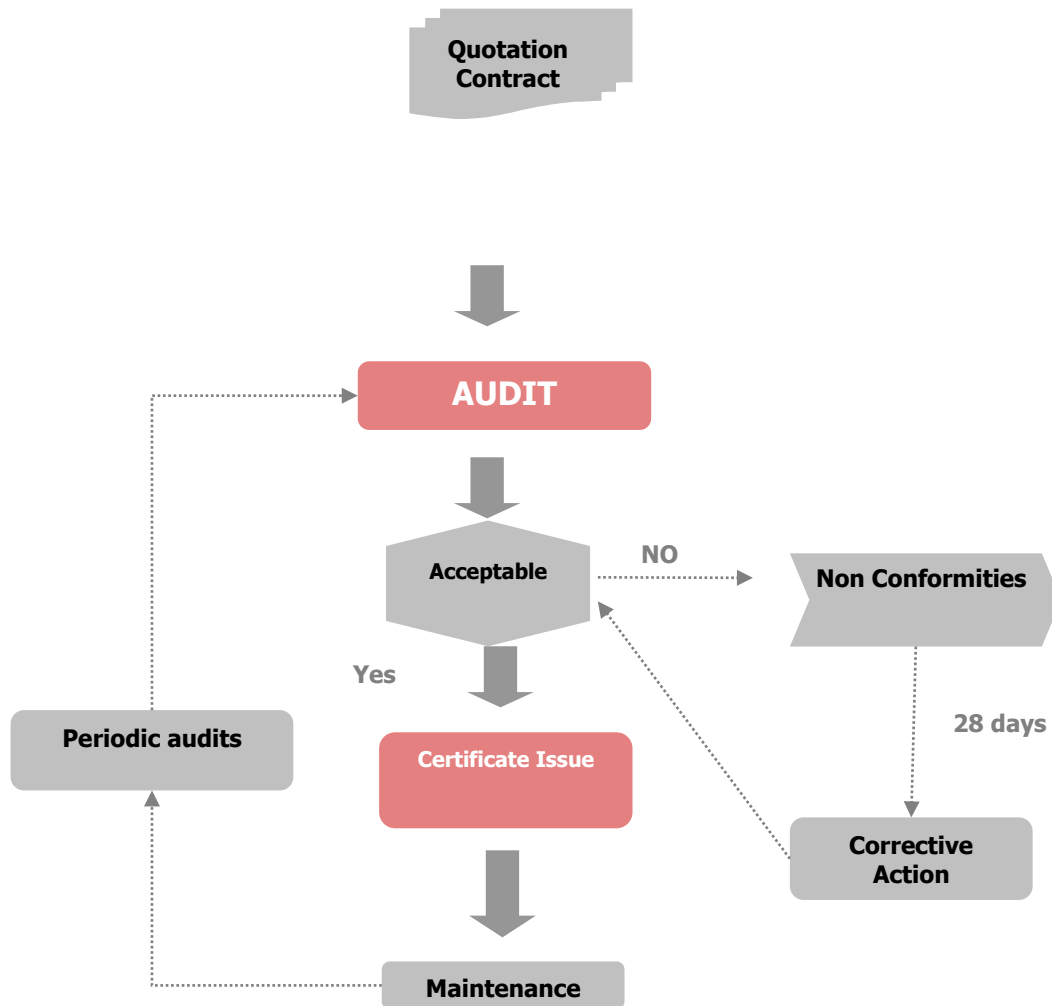 Quotation
Contract
AUDIT
Acceptable
NO
Non Conformities
Yes
28 days
Periodic audits
Certificate Issue
Corrective
Action
Maintenance